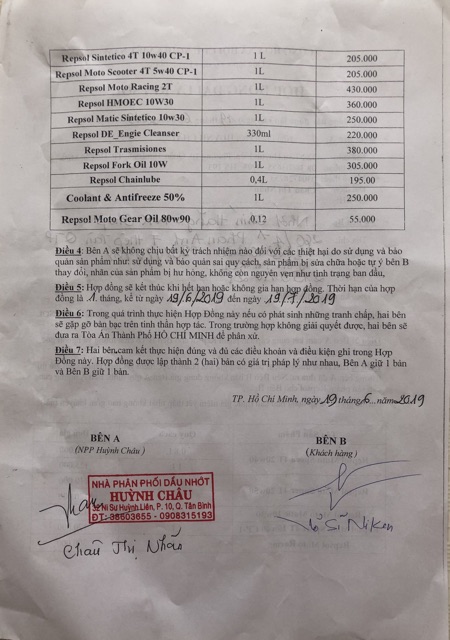 Repsol Sintetico 4T 10w40 CP-1 1 L 205.000
Repsol Moto Scooter 4T 5w40 CP-1 1L 205.000
Repsol Moto Racing 2T 1L 430.000
Repsol HMOEC 10W30 1L 360.000
Repsol Matic Sintetico 10w30 1L 250.000
Repsol DE_Engie Cleanser 330ml 220.000
Repsol Trasmisiones 1L 380.000
Repsol Fork Oil 10W 1L 305.000
Repsol Chainlube 0,4L 195.00
Coolant & Antifreeze 50% 1L 250.000
Repsol Moto Gear Oil 80w90 0,12 55.000
Điều 4: Bên A sẽ không chịu bất kỳ trách nhiệm nào đối với các thiệt hại do sử dụng và bảo
quản sản phẩm như: sử dụng và bảo quản sai quy cách, sản phẩm bị sửa chữa hoặc tự ý bên B
thay đổi, nhãn của sản phẩm bị hư hỏng, không còn nguyên vẹn như tình trạng ban đầu,
Điều 5: Hợp đồng sẽ kết thúc khi hết hạn hoặc không gia hạn hợp đồng. Thời hạn của hợp
đồng là 1 tháng, kể từ ngày 19/6/2019 đến ngày 19/7/2019
Điều 6: Trong quá trình thực hiện Hợp Đồng này nếu có phát sinh những tranh chấp, hai bên
sẽ gặp gỡ bàn bạc trên tinh thần hợp tác. Trong trường hợp không giải quyết được, hai bên sẽ
đưa ra Tòa Án Thành Phố HỒ CHÍ MINH để phân xử.
Điều 7: Hai bên cam kết thực hiện đúng và đủ các điều khoản và điều kiện ghi trong Hợp
Đồng này. Hợp đồng được lập thành 2 (hai) bản có giá trị pháp lý như nhau, Bên A giữ 1 bản
và Bên B giữ 1 bản.
TP. Hồ Chí Minh, ngày 19 tháng 6 năm 2019
BÊN A BÊN B
(NPP Huỳnh Châu) (Khách hàng)
NHÀ PHÂN PHỐI DẦU NHỚT
HUỲNH CHÂU
Ni Sư Huỳnh Liên, P. 10, Q. Tân Bình
ĐT: 38603655 - 0908315193
Châu Thị Nhẫn
Sĩ Niken